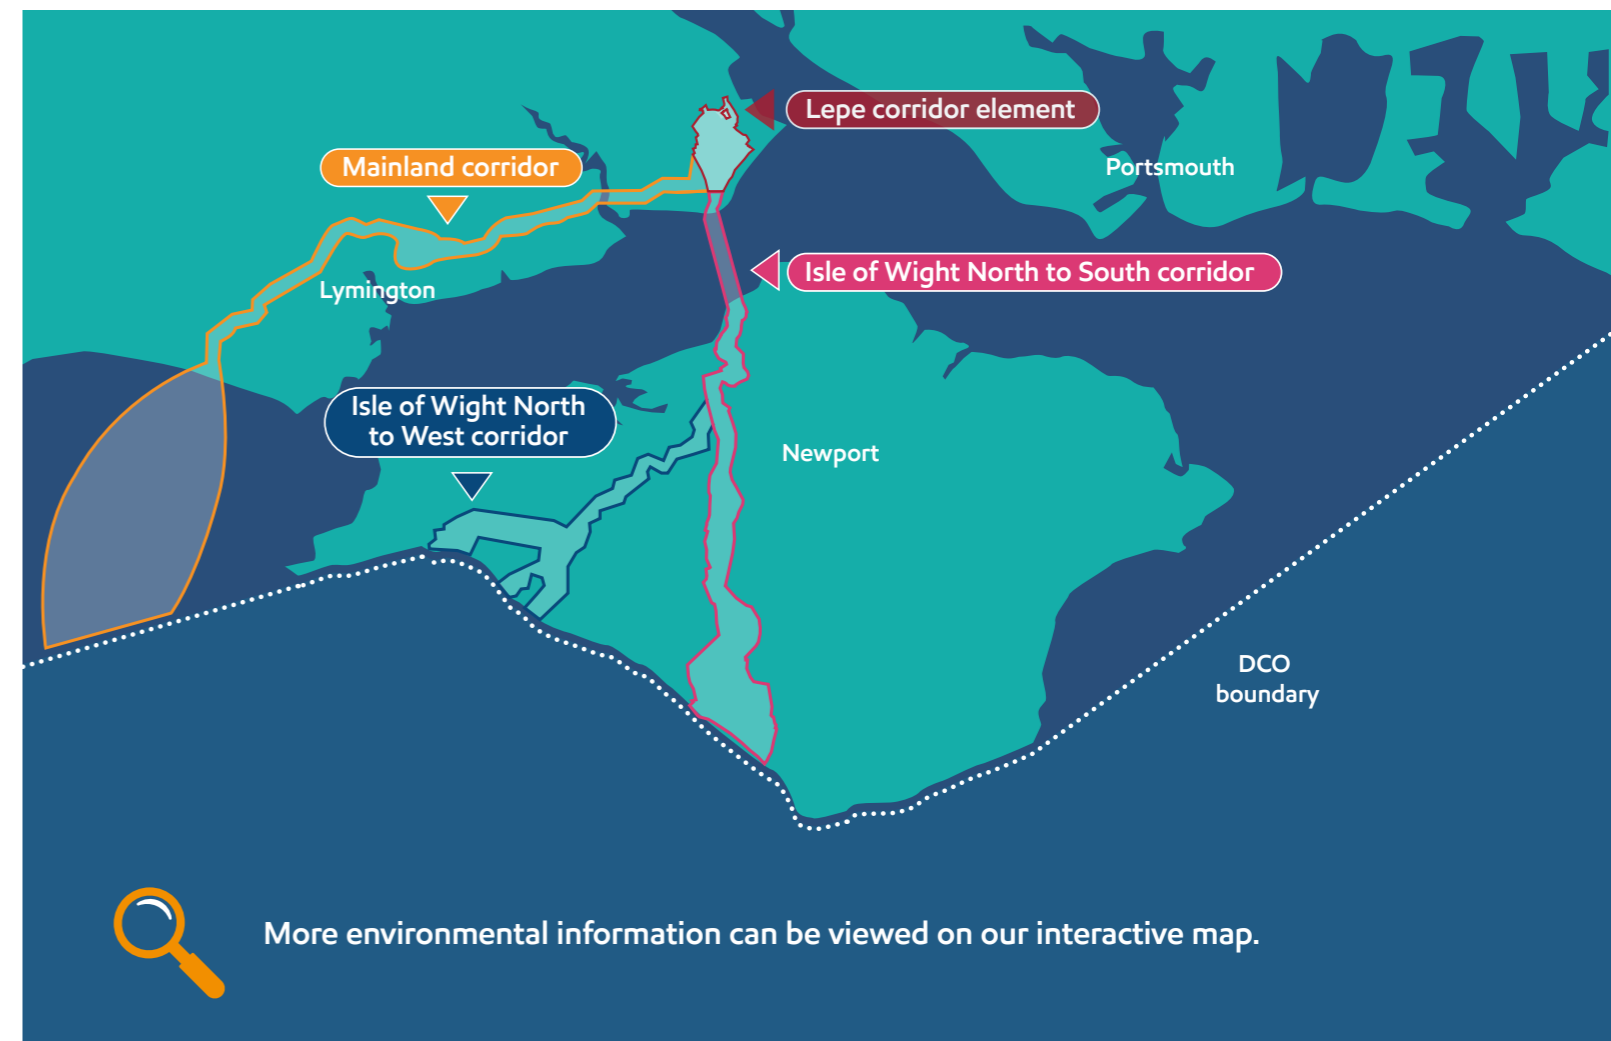 Lepe corridor element
Mainland corridor
Portsmouth
Isle of Wight North to South corridor
Lymington
Isle of Wight North
to West corridor
Newport
DCO
boundary
More environmental information can be viewed on our interactive map.